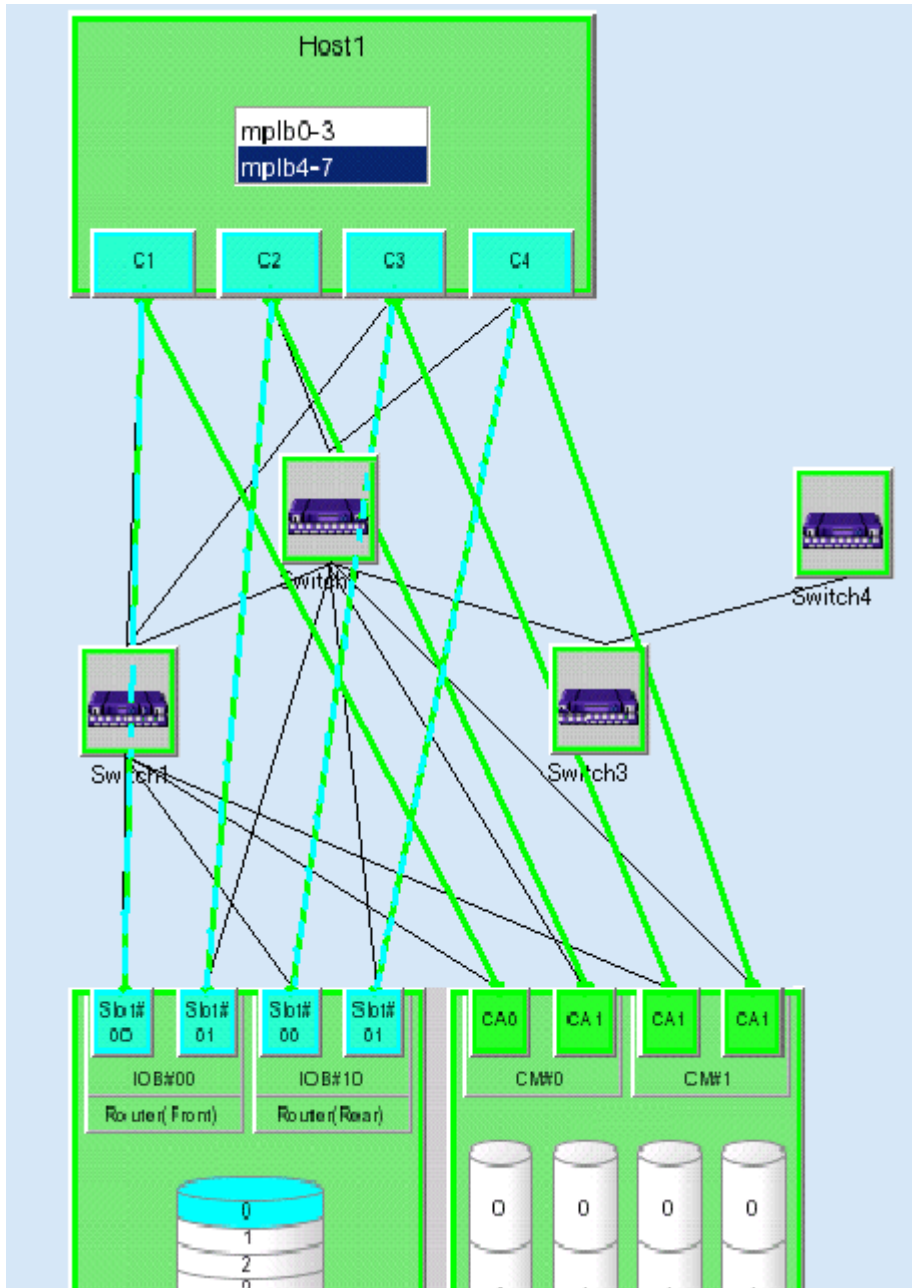 Host1
mplb0-3
mplb4-7
C1 C2 C3 C4
Switch
Switch4
Switch1
Switch3
Slot# 00 Slot# 01 Slot# 00 Slot# 01 CA0 CA1 CA1 CA1
IOB#00 IOB#10 CM#0 CM#1
Router(Front) Router(Rear)
0 0 0 0 0
1
2